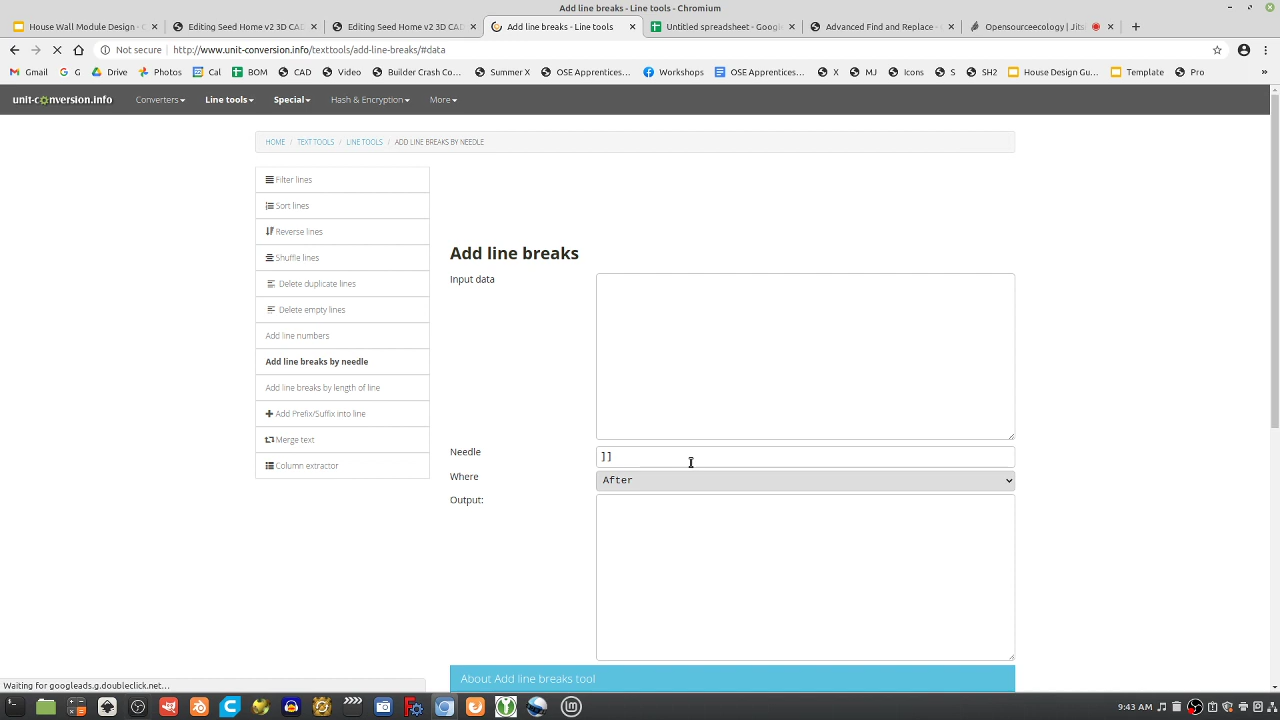 Add line breaks - Line tools - Chromium
House Wall Module Design - 
Editing Seed Home v2 3D CAD
Editing Seed Home v2 3D CAD
Add line breaks - Line tools
Untitled spreadsheet - Googl
Advanced Find and Replace -
Opensourceecology | Jits
Not secure
http://www.unit-conversion.info/texttools/add-line-breaks/#data
Gmail
G
Drive
Photos
Cal
BOM
CAD
Video
Building Crash Co...
Summer X
OSE Apprentices...
Workshops
OSE Apprentices...
X
MJ
Icons
S
SH2
House Design Gu...
Template
Pro
»
unit-conversion.info
Converters
Line tools
Special
Hash & Encryption
More
HOME / TEXT TOOLS / LINE TOOLS / ADD LINE BREAKS BY NEEDLE
Filter lines
Sort lines
Reverse lines
Shuffle lines
Delete duplicate lines
Delete empty lines
Add line numbers
Add line breaks by needle
Add line breaks by length of line
Add Prefix/Suffix into line
Merge text
Column extractor
Add line breaks
Input data
Needle
]]
Where
After
Output:
About Add line breaks tool
Waiting for googleads.g.doubleclick.net...
9:43 AM